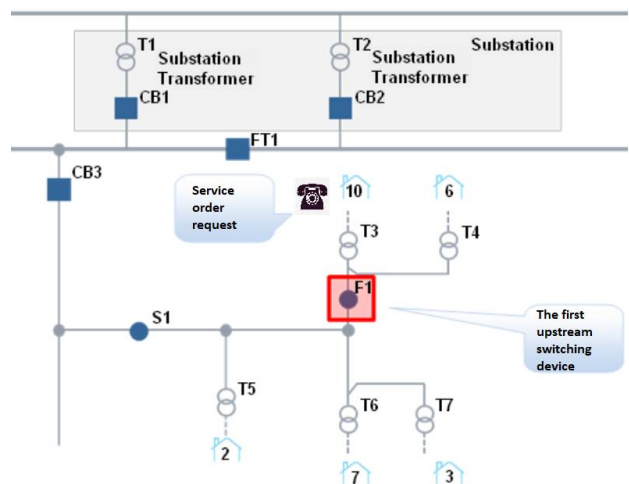 T1
T2
Substation
Substation
Transformer
Substation
Transformer
CB1
CB2
FT1
CB3
Service
order
request
10
6
T3
T4
F1
The first
upstream
switching
device
S1
T5
T6
T7
2
7
3